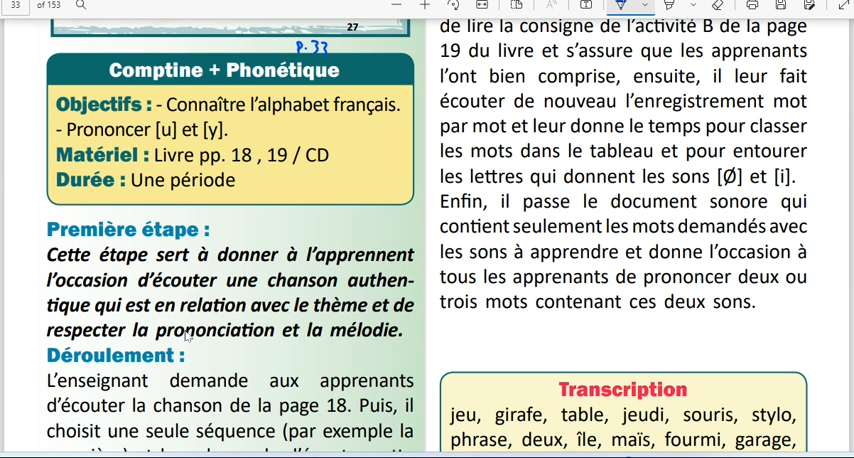 33
of 153
27
p.33
Comptine + Phonétique
Objectifs : - Connaître l'alphabet français.
- Prononcer [u] et [y].
Matériel : Livre pp. 18 , 19 / CD
Durée : Une période
Première étape :
Cette étape sert à donner à l'apprennent
l'occasion d'écouter une chanson authen-
tique qui est en relation avec le thème et de
respecter la prononciation et la mélodie.
Déroulement :
L'enseignant demande aux apprenants
d'écouter la chanson de la page 18. Puis, il
choisit une seule séquence (par exemple la
de lire la consigne de l'activité B de la page
19 du livre et s'assure que les apprenants
l'ont bien comprise, ensuite, il leur fait
écouter de nouveau l'enregistrement mot
par mot et leur donne le temps pour classer
les mots dans le tableau et pour entourer
les lettres qui donnent les sons [Ø] et [i].
Enfin, il passe le document sonore qui
contient seulement les mots demandés avec
les sons à apprendre et donne l'occasion à
tous les apprenants de prononcer deux ou
trois mots contenant ces deux sons.
Transcription
jeu, girafe, table, jeudi, souris, stylo,
phrase, deux, île, maïs, fourmi, garage,